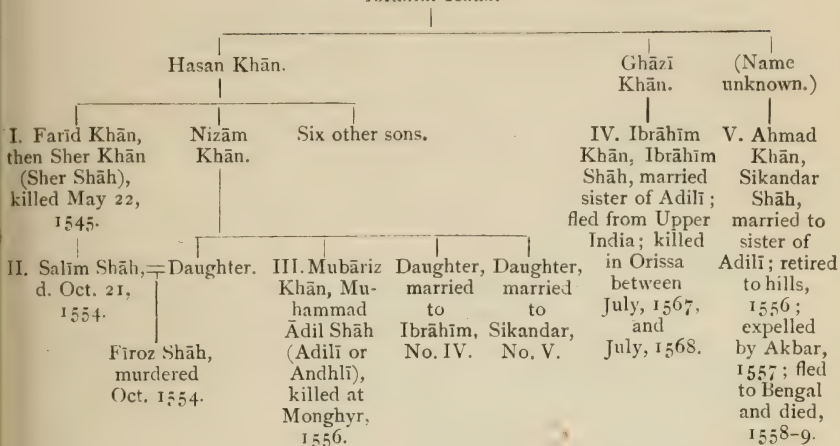 Hasan Khān.
Ghāzī
Khān.
(Name
unknown.)
I. Farīd Khān,
then Sher Khān
(Sher Shāh),
killed May 22,
1545.
Nizām
Khān.
Six other sons.
IV. Ibrāhīm
Khān, Ibrāhīm
Shāh, married
sister of Adilī;
fled from Upper
India; killed
in Orissa
between
July, 1567,
and
July, 1568.
V. Ahmad
Khān,
Sikandar
Shāh,
married to
sister of
Adilī; retired
to hills,
1556;
expelled
by Akbar,
1557; fled
to Bengal
and died,
1558-9.
II. Salīm Shāh,
d. Oct. 21,
1554.
=Daughter.
III. Mubāriz
Khān, Mu-
hammad
Ādil Shāh
(Adilī or
Andhlī),
killed at
Monghyr,
1556.
Daughter,
married
to
Ibrāhīm,
No. IV.
Daughter,
married
to
Sikandar,
No. V.
Fīroz Shāh,
murdered
Oct. 1554.